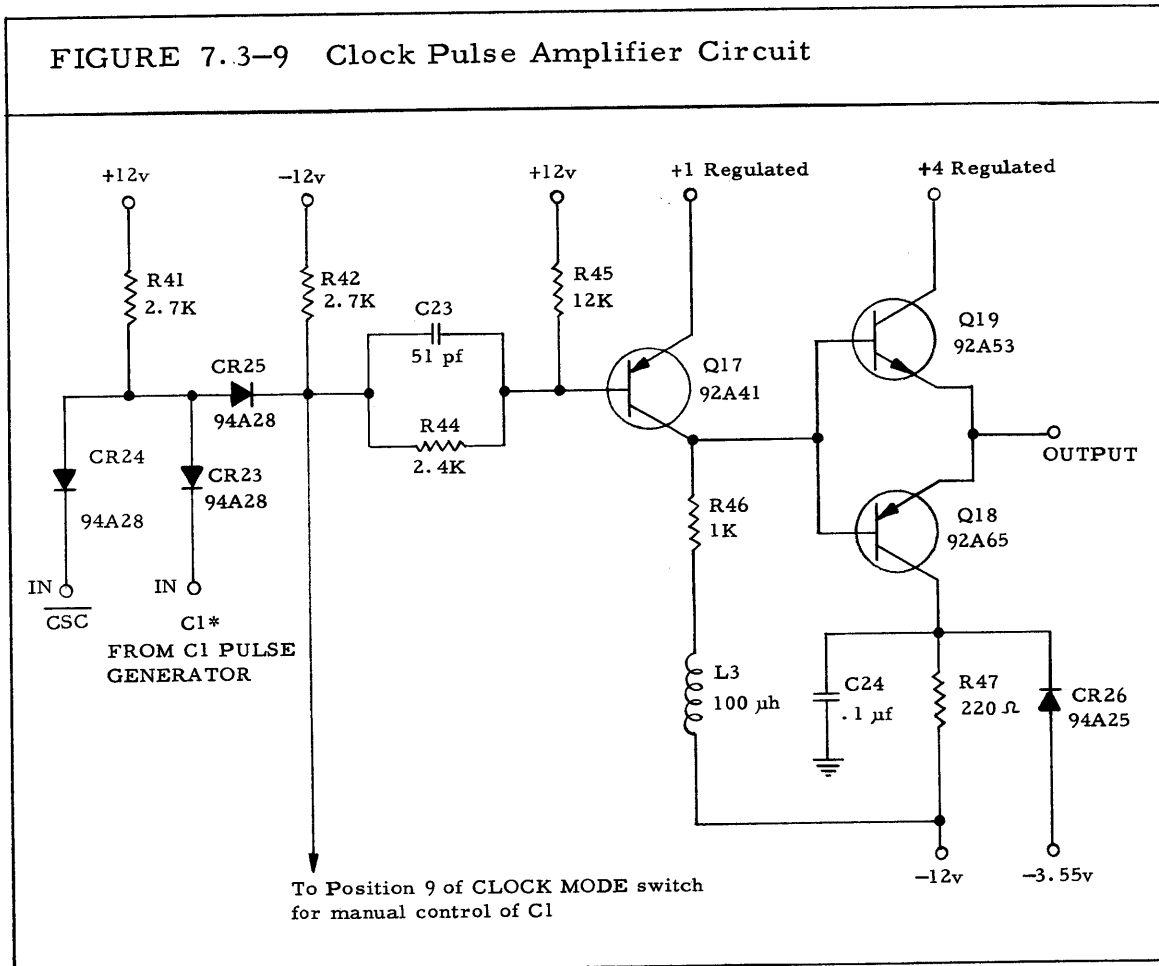 FIGURE 7.3-9 Clock Pulse Amplifier Circuit
+12v
-12v
+12v
+1 Regulated
+4 Regulated
R41
2.7K
R42
2.7K
C23
51 pf
R45
12K
Q17
92A41
Q19
92A53
CR25
94A28
R44
2.4K
CR24
94A28
CR23
94A28
OUTPUT
R46
1K
Q18
92A65
IN
CSC
IN
C1*
FROM C1 PULSE
GENERATOR
L3
100 µh
C24
.1 µf
R47
220 Ω
CR26
94A25
-12v
-3.55v
To Position 9 of CLOCK MODE switch
for manual control of C1